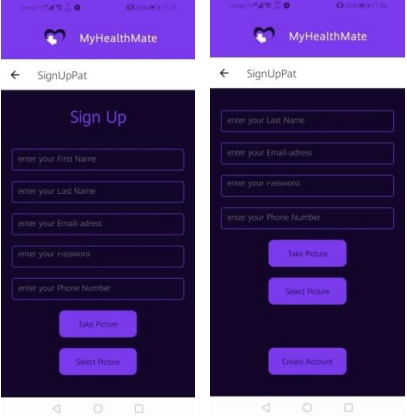 MyHealthMate
SignUpPat
Sign Up
enter your First Name
enter your Last Name
enter your Email-adress
enter your Password
enter your Phone Number
Take Picture
Select Picture
MyHealthMate
SignUpPat
enter your Last Name
enter your Email-adress
enter your Password
enter your Phone Number
Take Picture
Select Picture
Create Account